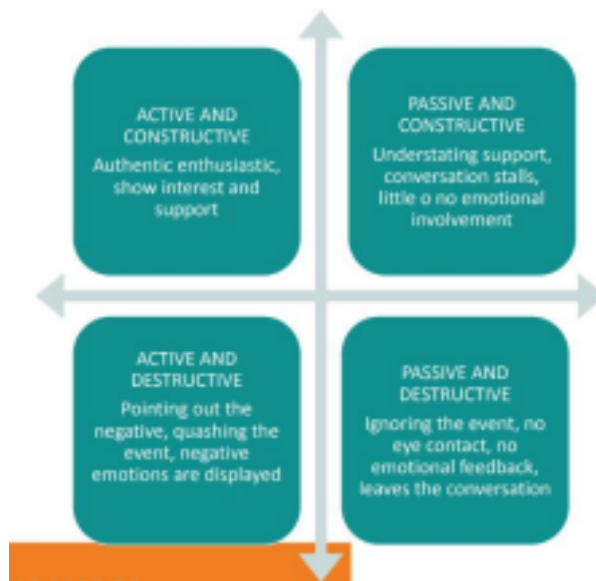 ACTIVE AND
CONSTRUCTIVE
Authentic enthusiastic,
show interest and
support
PASSIVE AND
CONSTRUCTIVE
Understating support,
conversation stalls,
little o no emotional
involvement
ACTIVE AND
DESTRUCTIVE
Pointing out the
negative, quashing the
event, negative
emotions are displayed
PASSIVE AND
DESTRUCTIVE
Ignoring the event, no
eye contact, no
emotional feedback,
leaves the conversation